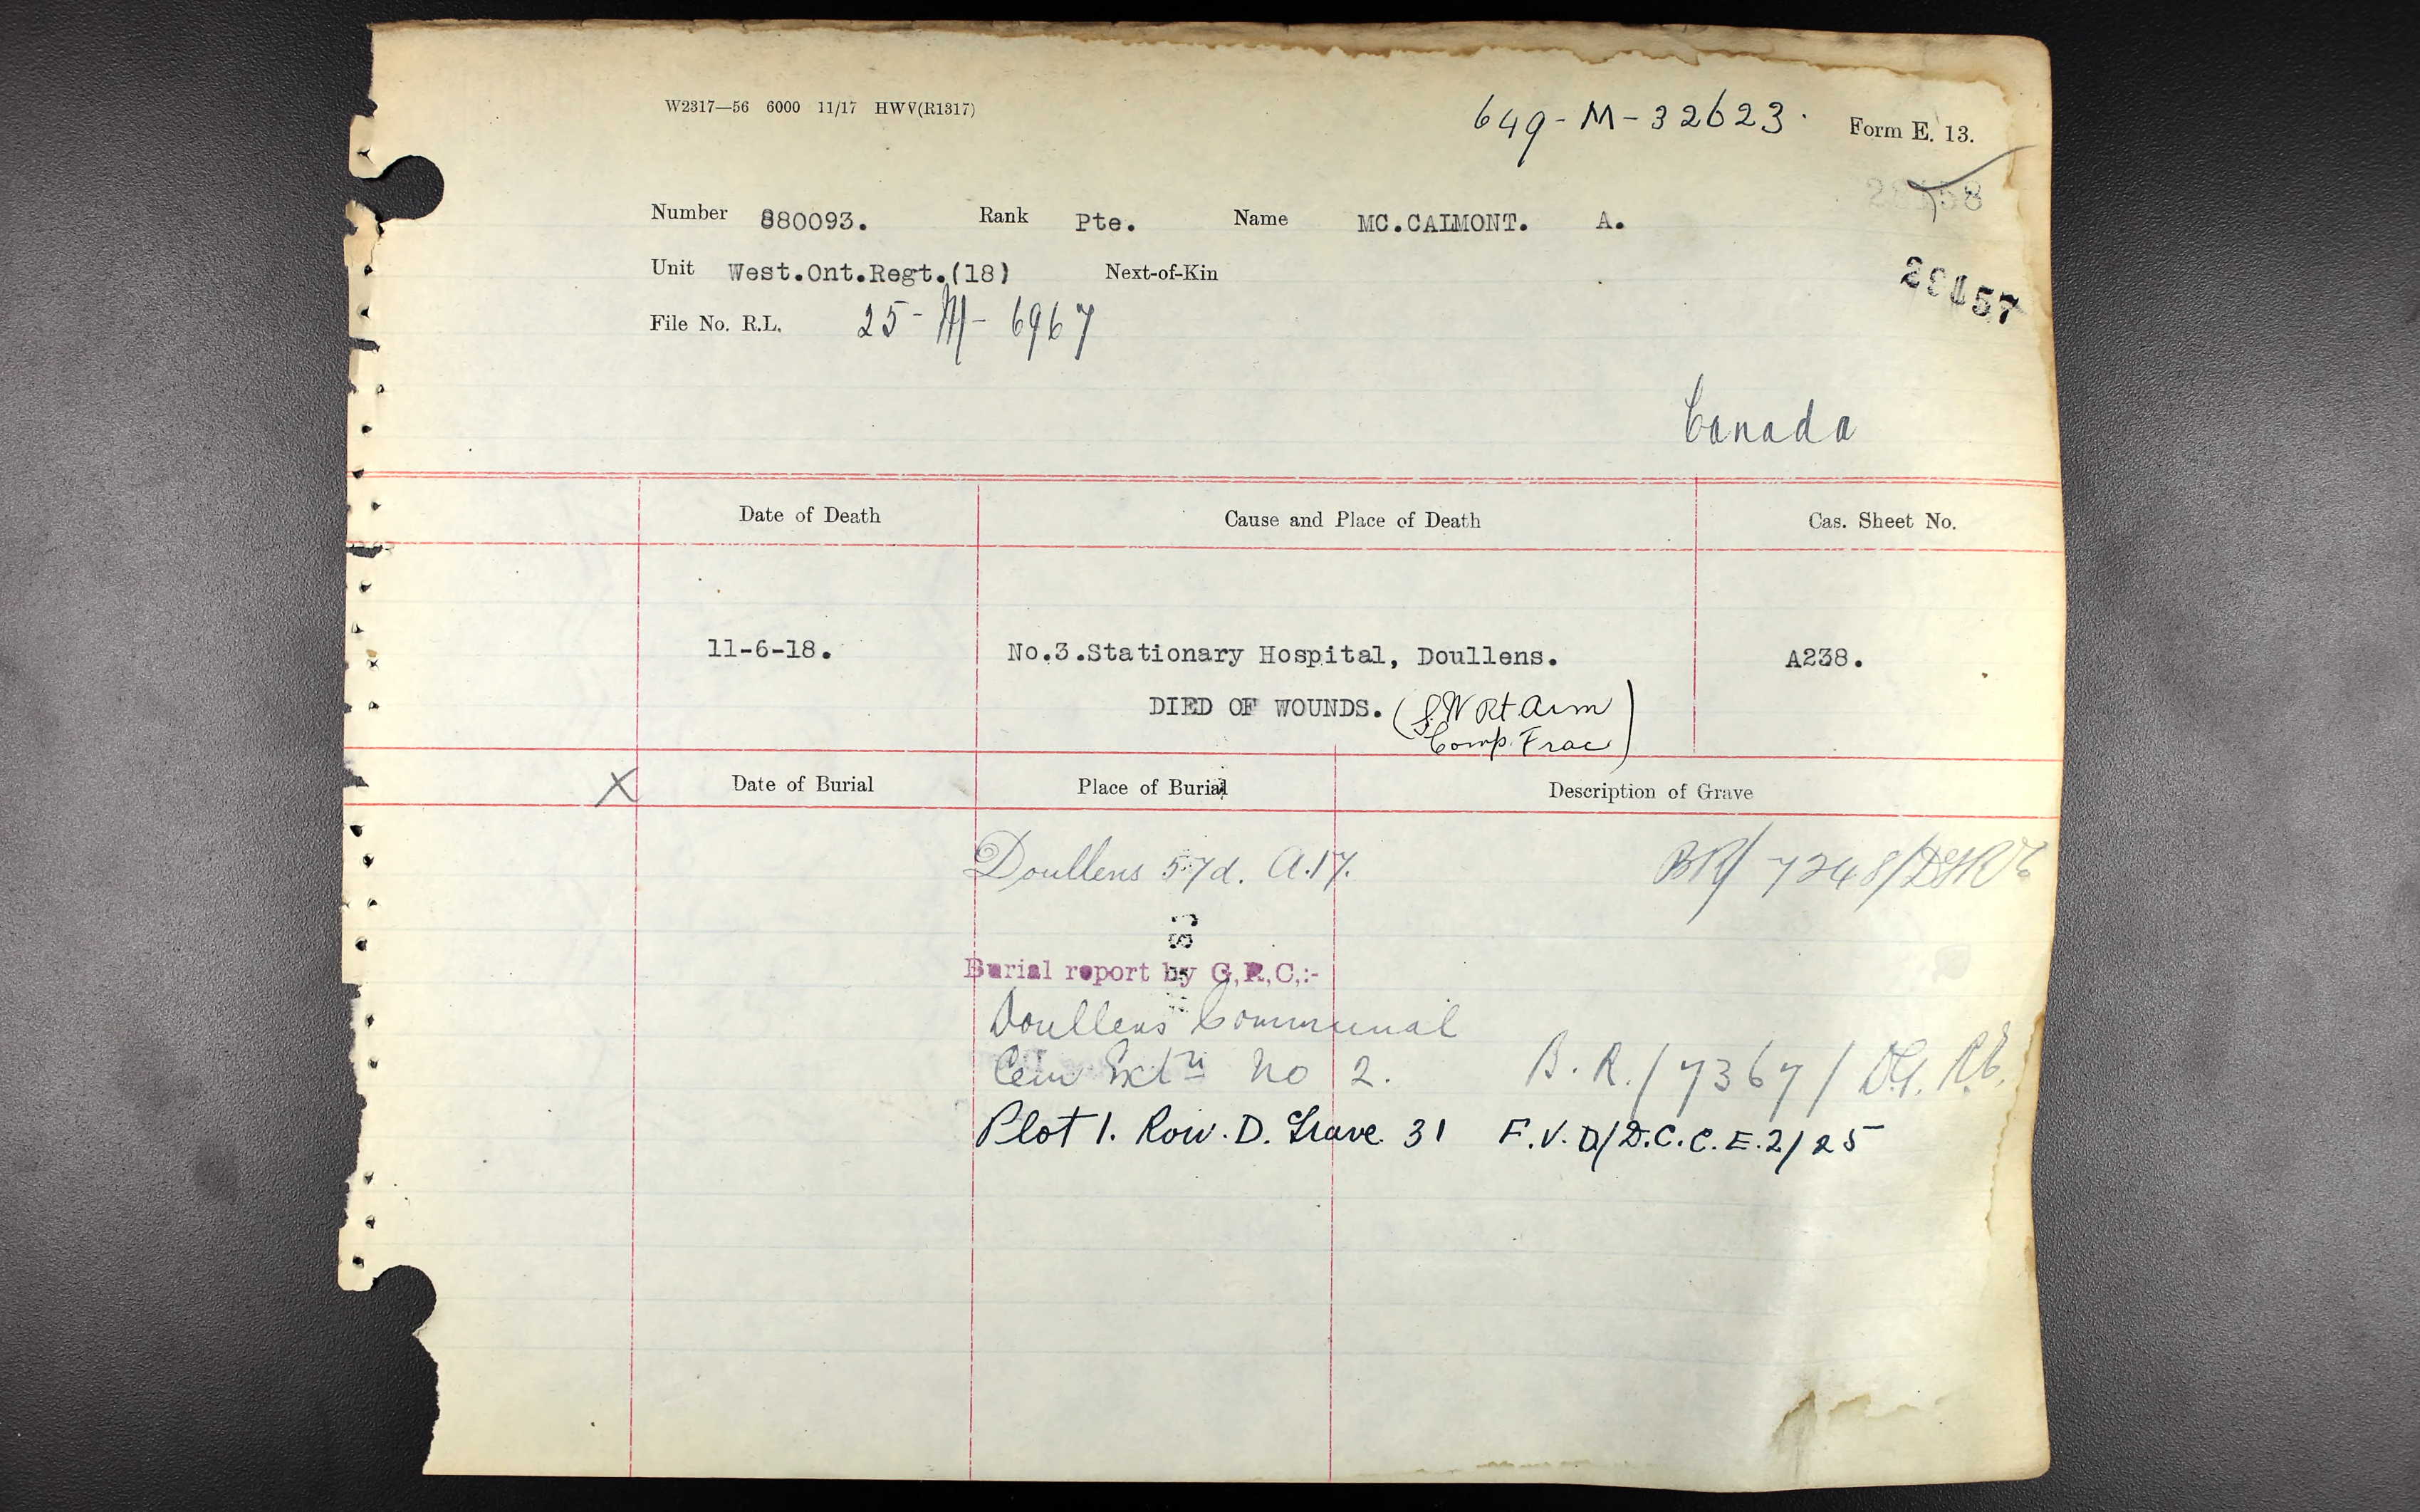 W2317—56 6000 11/17 HWV(R1317)
649-M-32623. Form E. 13.
Number 880093. Rank Pte. Name MC.CALMONT. A.
Unit West.Ont.Regt.(18) Next-of-Kin
File No. R.L. 25-M-6967
Canada
Date of Death Cause and Place of Death Cas. Sheet No.
11-6-18. No.3.Stationary Hospital, Doullens. A238.
DIED OF WOUNDS. (S.W Rt Arm
Comp. Frac)
X Date of Burial Place of Burial Description of Grave
Doullens 57d. A.17. BR/7248/
Burial report by G,R,C,:-
Doullens Communal
Cem Extn No 2. B.R./7367/
Plot 1. Row. D. Grave 31 F.V.D/D.C.C.E.2/25